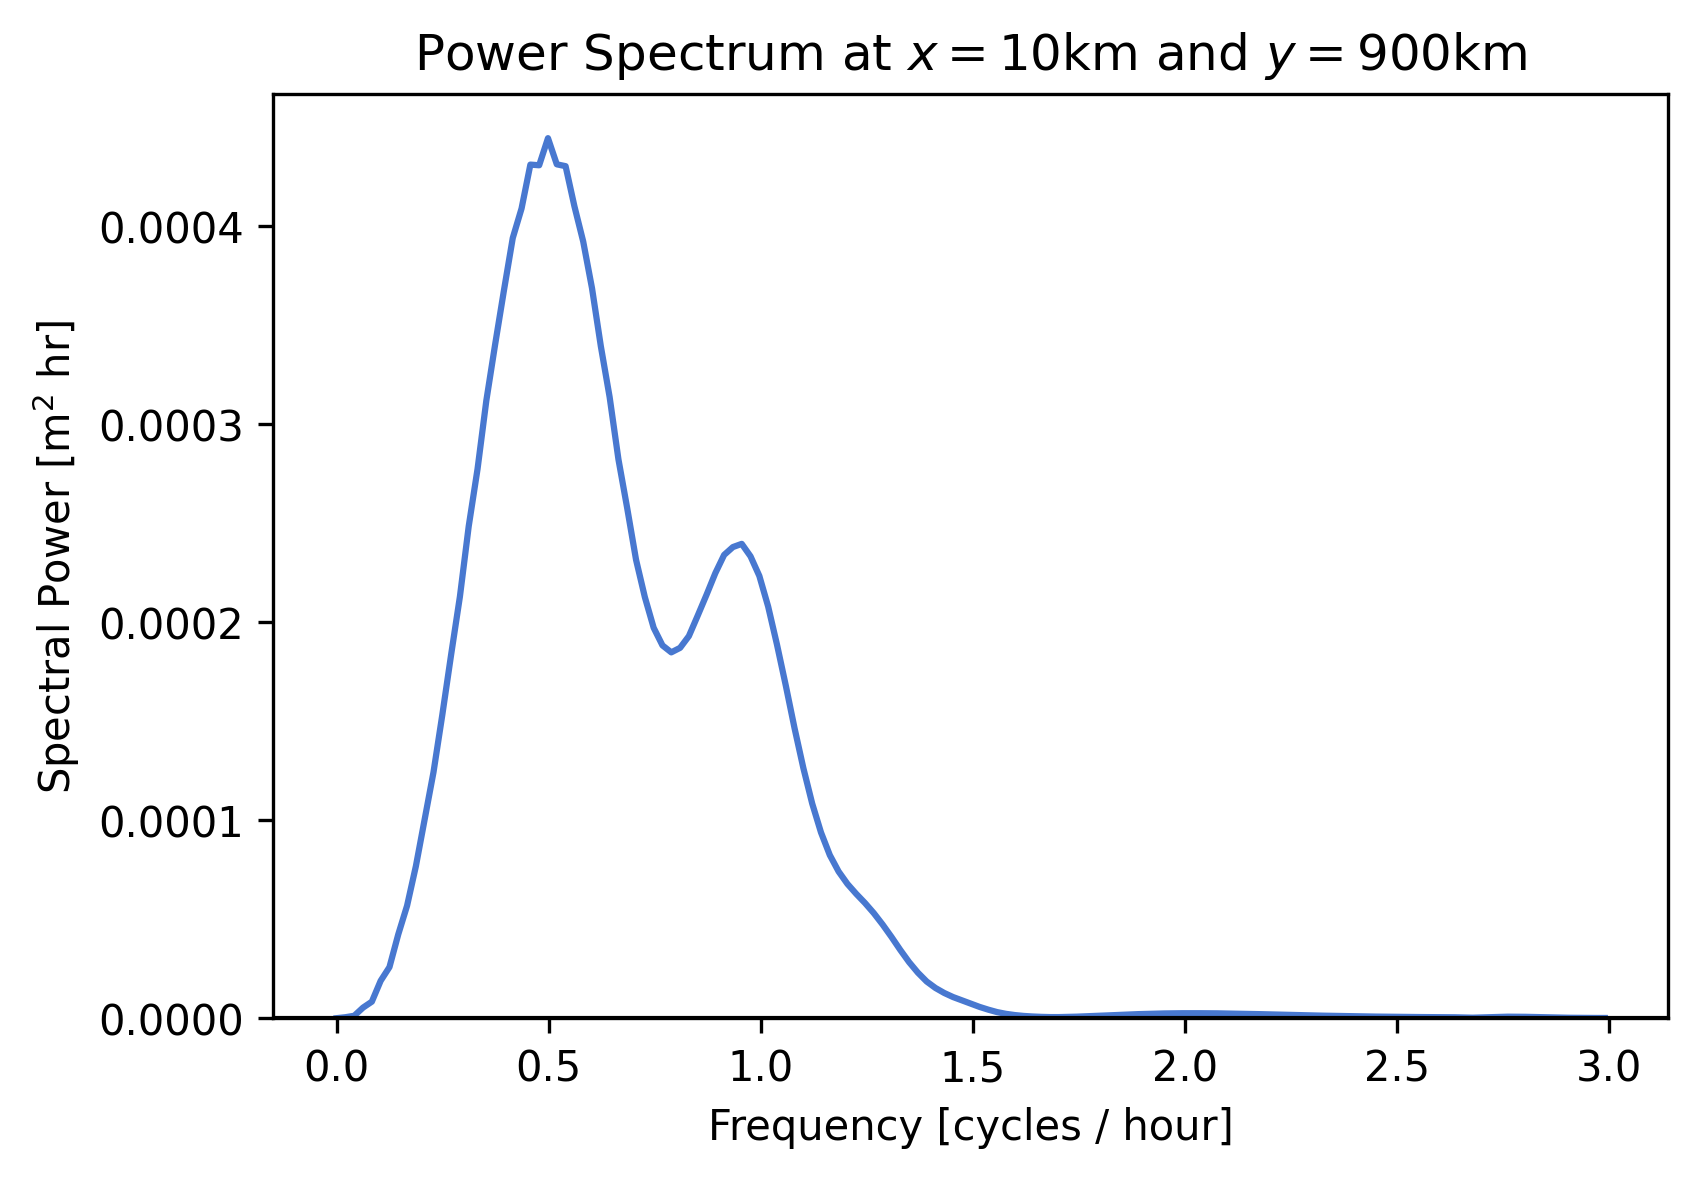 Power Spectrum at x = 10km and y = 900km
Spectral Power [m² hr]
0.0004
0.0003
0.0002
0.0001
0.0000
0.0 0.5 1.0 1.5 2.0 2.5 3.0
Frequency [cycles / hour]